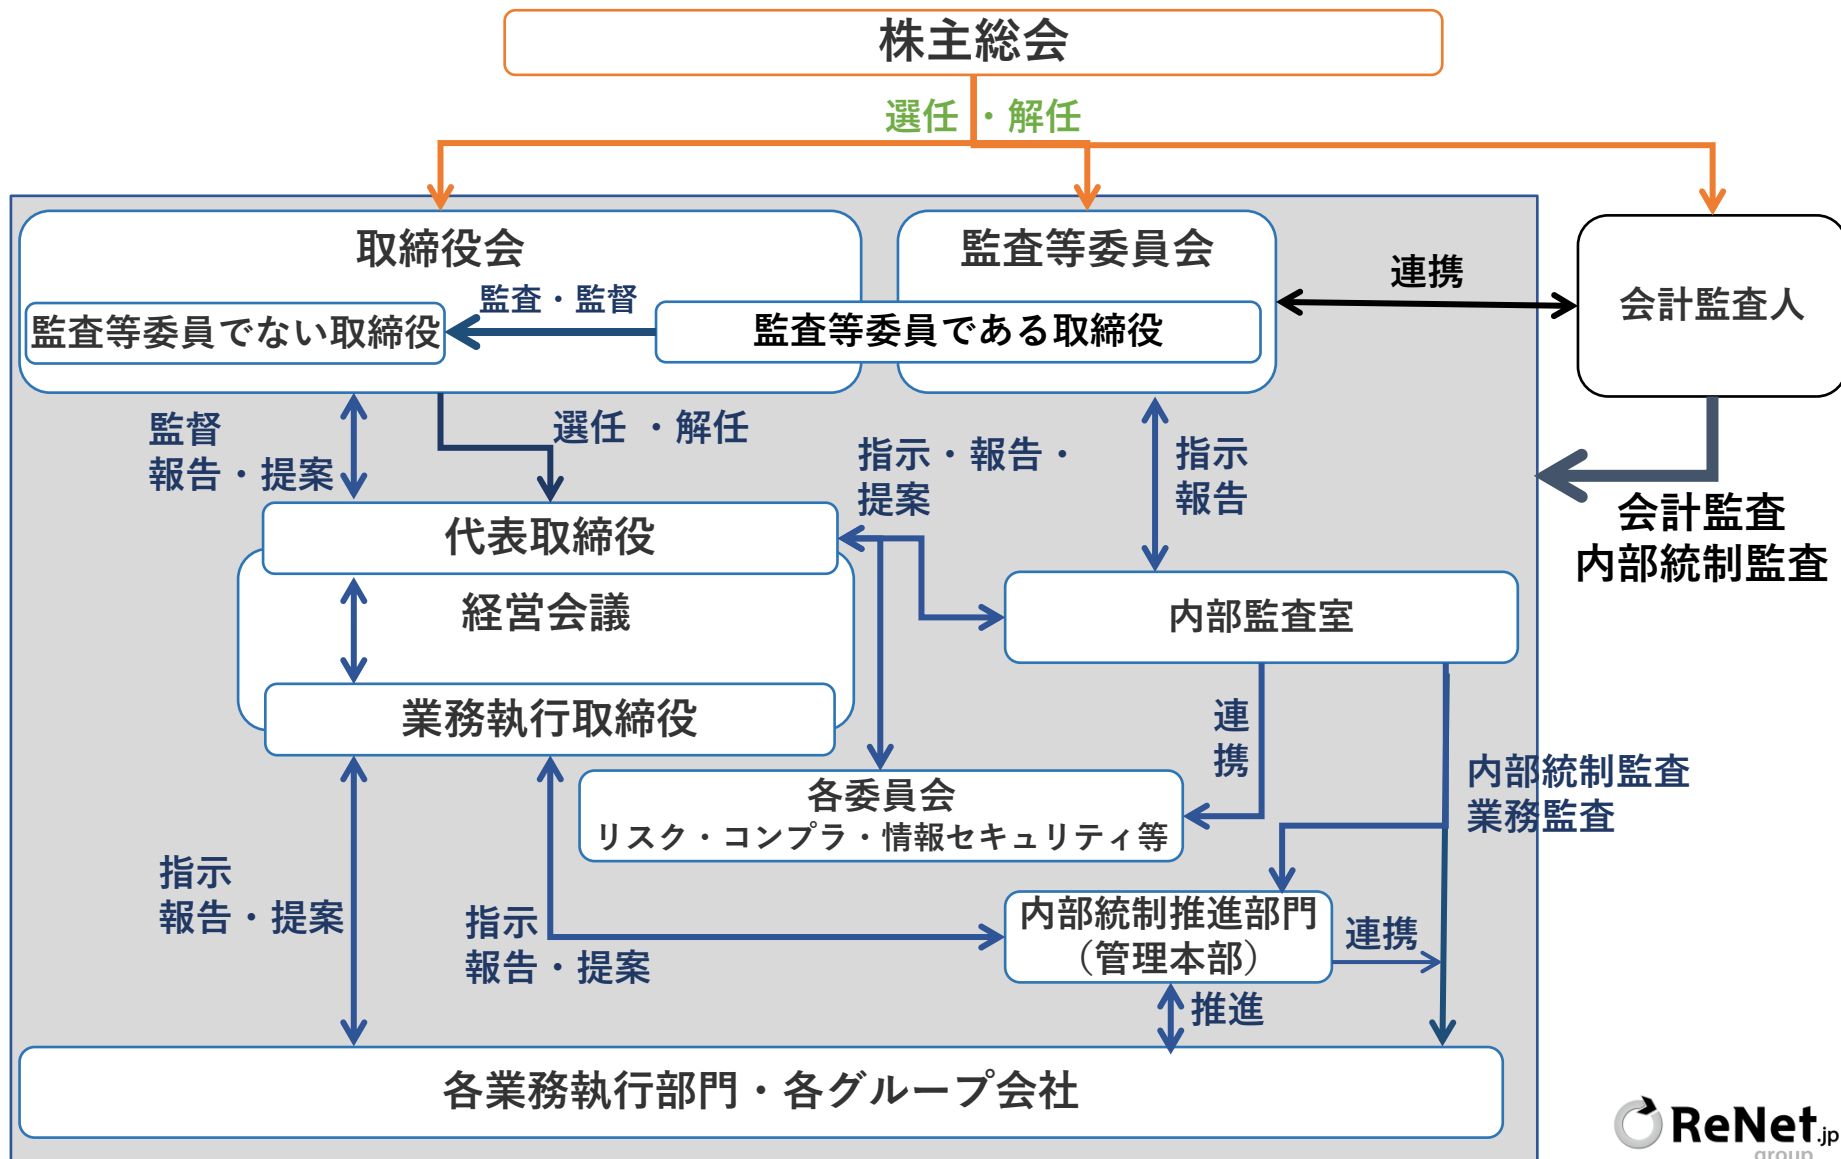 株主総会
選任 ・解任
取締役会
監査等委員会
連携
会計監査人
監査・監督
監査等委員でない取締役
監査等委員である取締役
監督
報告・提案
選任 ・解任
指示・報告・
提案
指示
報告
会計監査
内部統制監査
代表取締役
経営会議
業務執行取締役
内部監査室
連
携
内部統制監査
業務監査
各委員会
リスク・コンプラ・情報セキュリティ等
指示
報告・提案
指示
報告・提案
内部統制推進部門
（管理本部）
連携
推進
各業務執行部門・各グループ会社
ReNet.jp
group